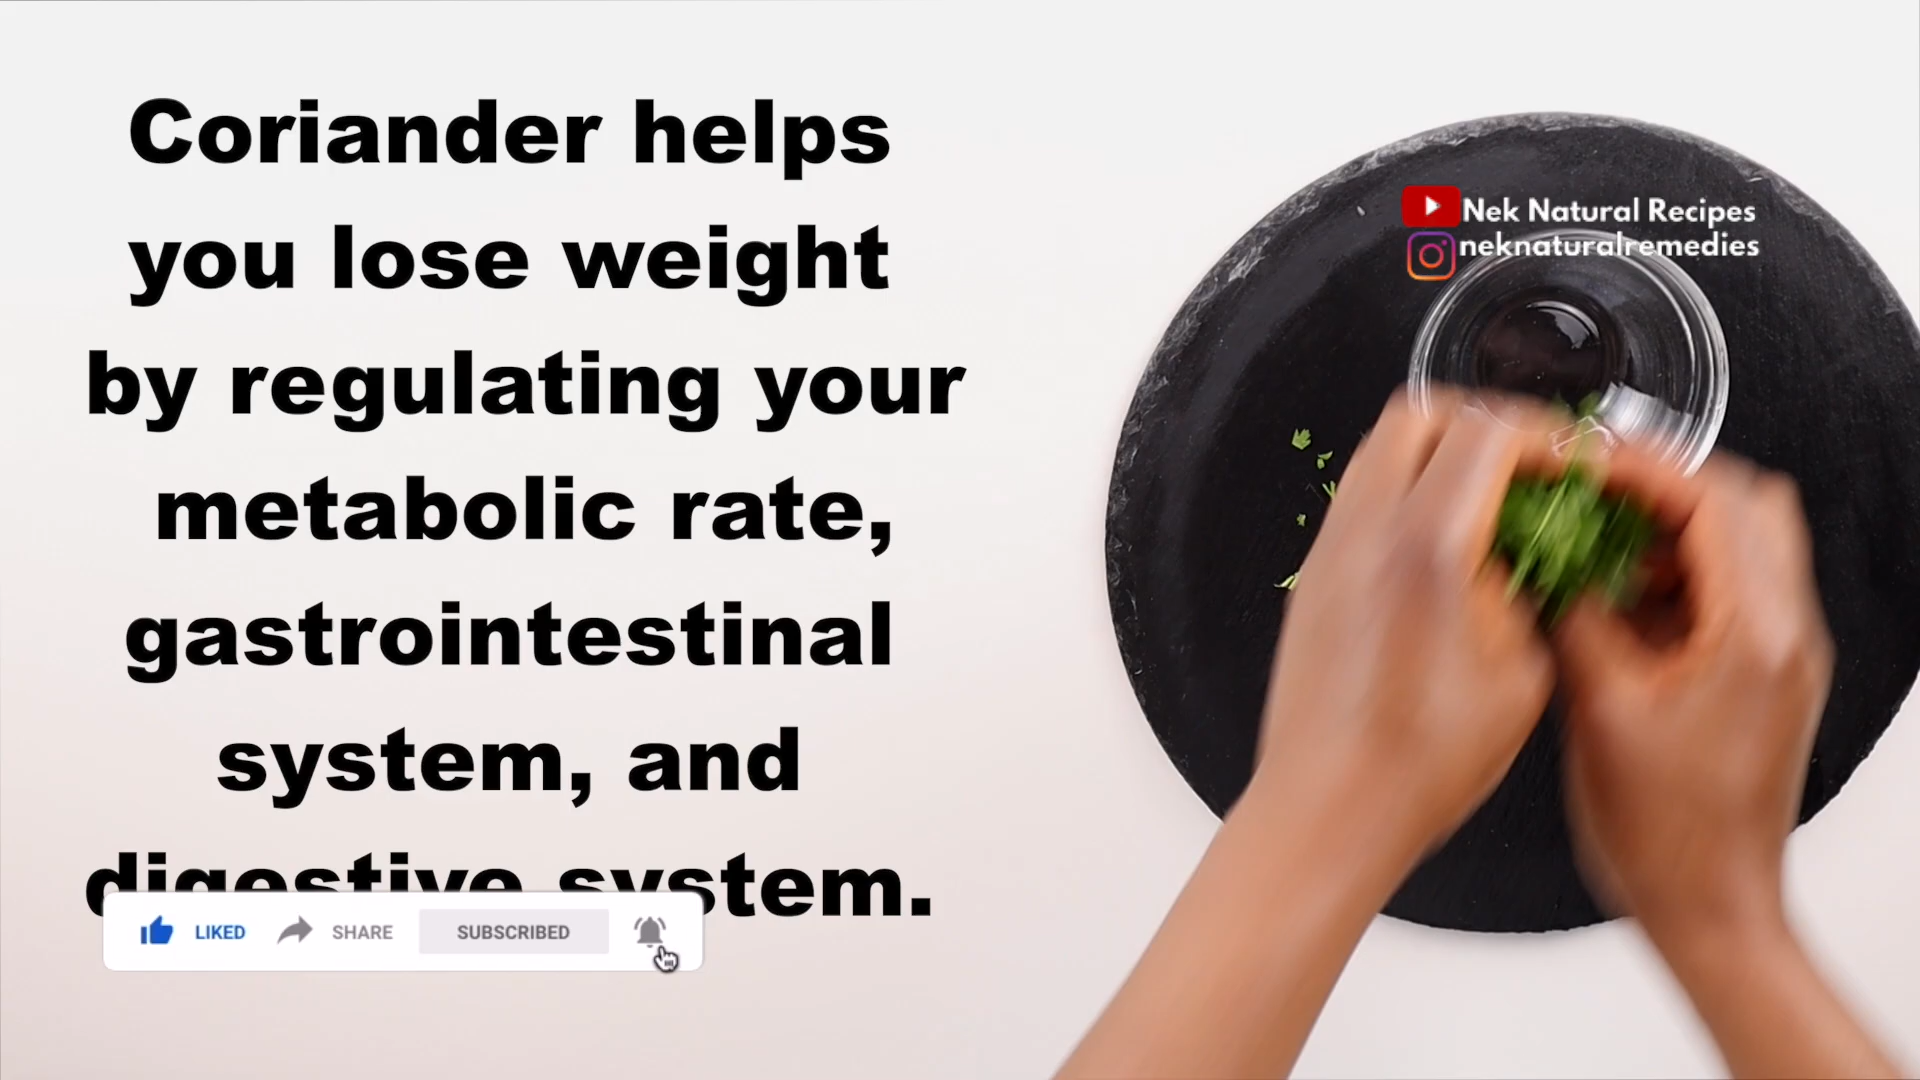 Coriander helps
you lose weight
by regulating your
metabolic rate,
gastrointestinal
system, and
digestive system.
Nek Natural Recipes
neknaturalremedies
LIKED SHARE SUBSCRIBED